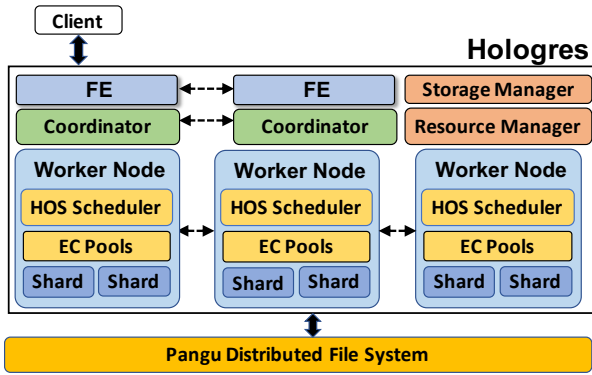 Client
Hologres
FE
FE
Storage Manager
Coordinator
Coordinator
Resource Manager
Worker Node
Worker Node
Worker Node
HOS Scheduler
HOS Scheduler
HOS Scheduler
EC Pools
EC Pools
EC Pools
Shard
Shard
Shard
Shard
Shard
Shard
Pangu Distributed File System